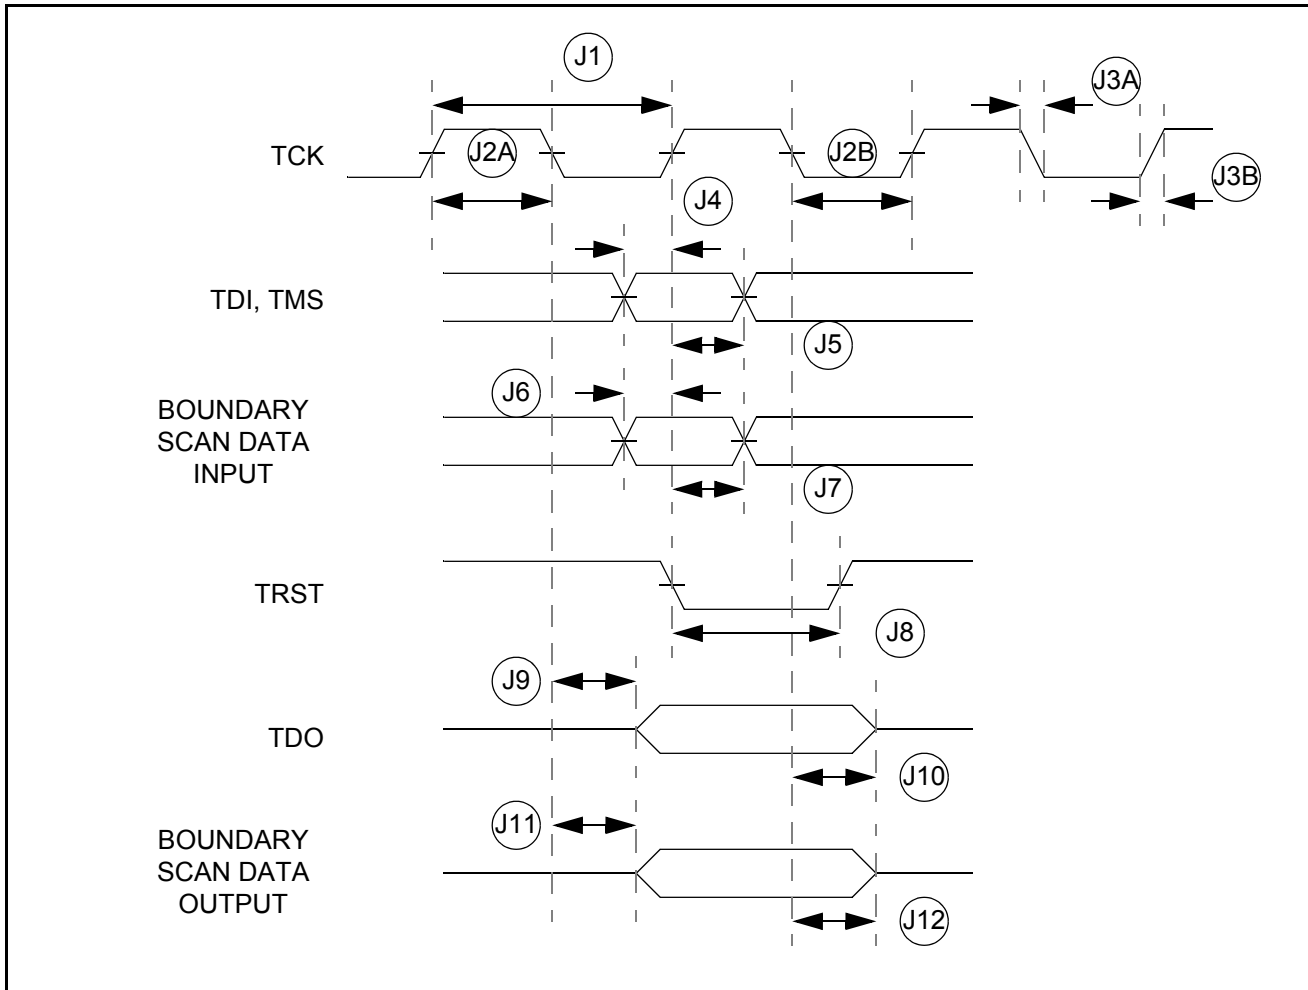 J1
J3A
TCK
J2A
J2B
J3B
J4
TDI, TMS
J5
J6
BOUNDARY
SCAN DATA
INPUT
J7
TRST
J8
J9
TDO
J10
J11
BOUNDARY
SCAN DATA
OUTPUT
J12